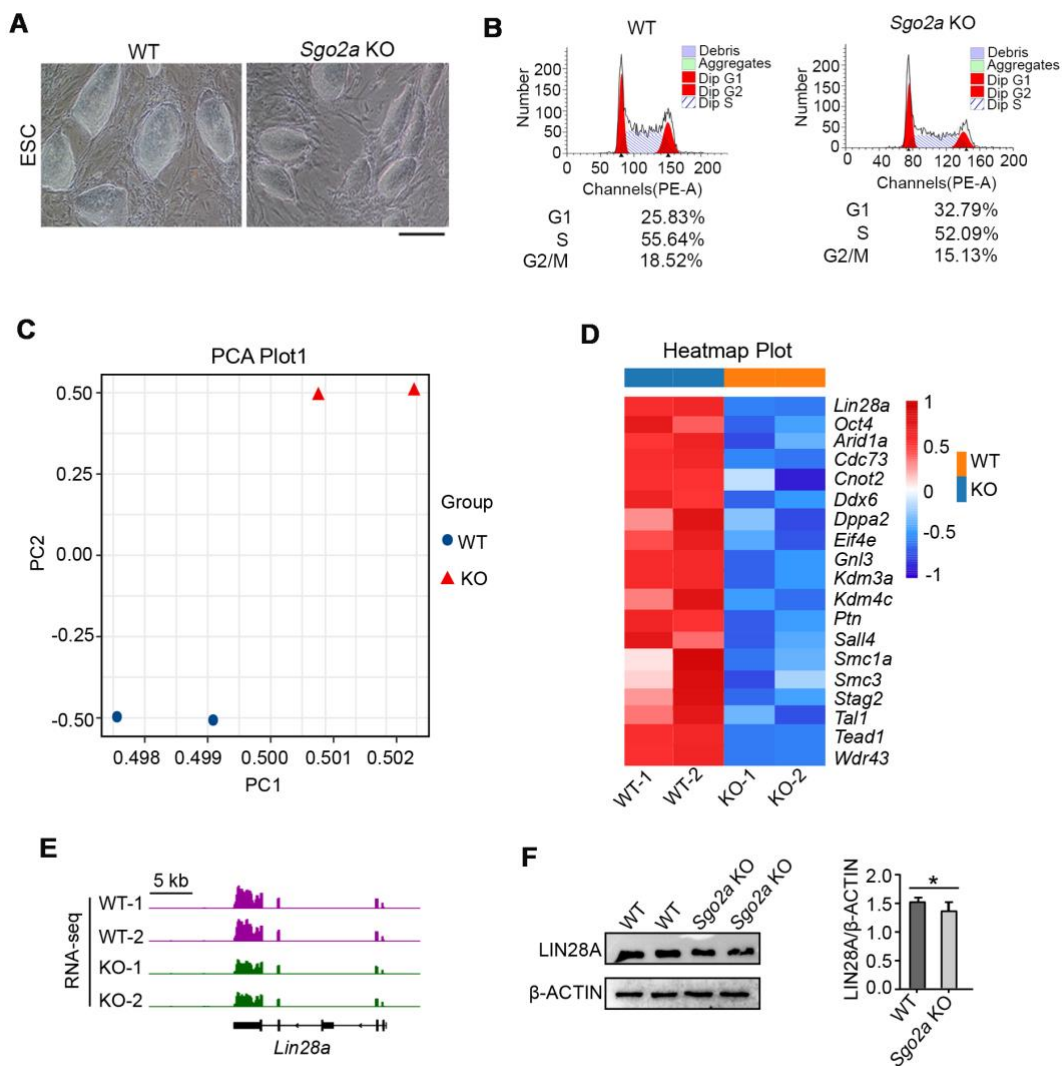 A
WT
Sgo2a KO
ESC
B
WT
Sgo2a KO
Number
200
150
100
50
0
Debris
Aggregates
Dip G1
Dip G2
Dip S
0 50 100 150 200
Channels(PE-A)
G1 25.83%
S 55.64%
G2/M 18.52%
Number
200
150
100
50
0
Debris
Aggregates
Dip G1
Dip G2
Dip S
0 40 80 120 160 200
Channels(PE-A)
32.79%
52.09%
15.13%
C
PCA Plot1
PC2
0.50
0.25
0.00
-0.25
-0.50
0.498 0.499 0.500 0.501 0.502
PC1
Group
WT
KO
D
Heatmap Plot
Lin28a
Oct4
Arid1a
Cdc73
Cnot2
Ddx6
Dppa2
Eif4e
Gnl3
Kdm3a
Kdm4c
Ptn
Sall4
Smc1a
Smc3
Stag2
Tal1
Tead1
Wdr43
WT-1 WT-2 KO-1 KO-2
1
0.5
0
-0.5
-1
WT
KO
E
5 kb
RNA-seq
WT-1
WT-2
KO-1
KO-2
Lin28a
F
WT WT Sgo2a KO Sgo2a KO
LIN28A
β-ACTIN
LIN28A/β-ACTIN
2.0
1.5
1.0
0.5
0.0
*
WT
Sgo2a KO